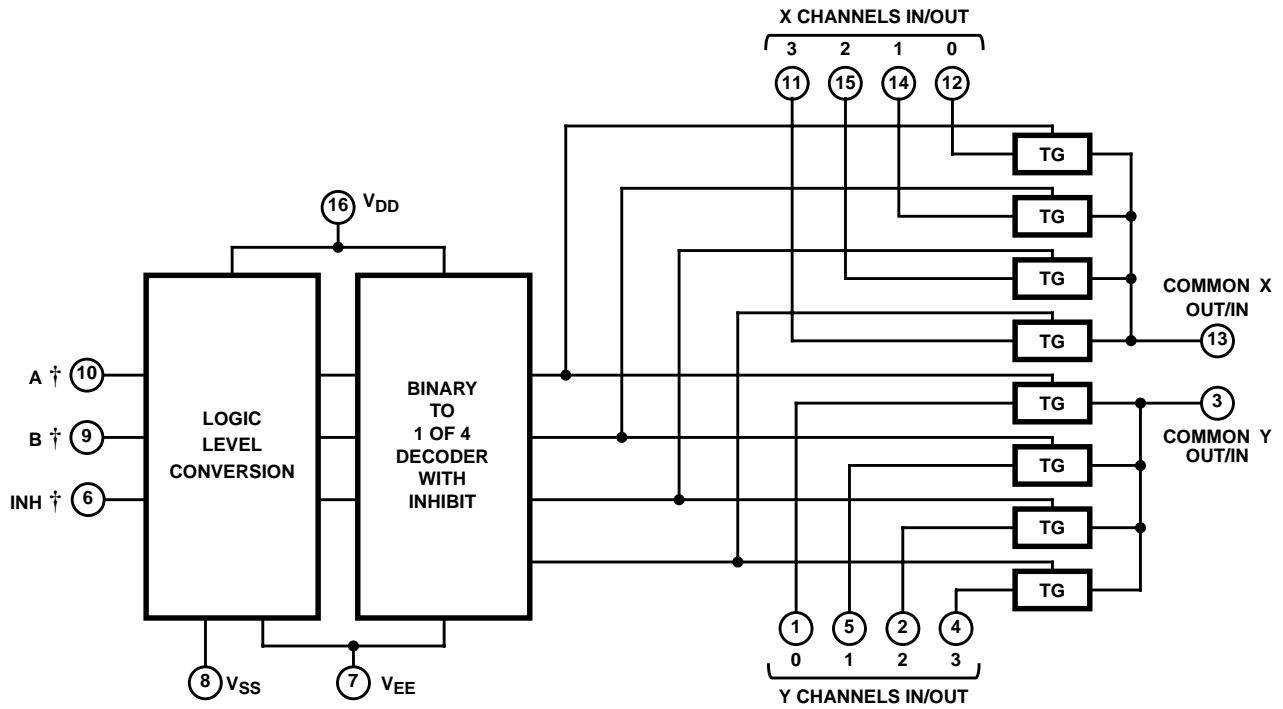 X CHANNELS IN/OUT
3 2 1 0
11 15 14 12
TG
TG
16 VDD
TG
COMMON X
OUT/IN
TG
13
A † 10
B † 9
INH † 6
LOGIC
LEVEL
CONVERSION
BINARY
TO
1 OF 4
DECODER
WITH
INHIBIT
TG
3
COMMON Y
OUT/IN
TG
TG
TG
8 VSS
7 VEE
1 5 2 4
0 1 2 3
Y CHANNELS IN/OUT